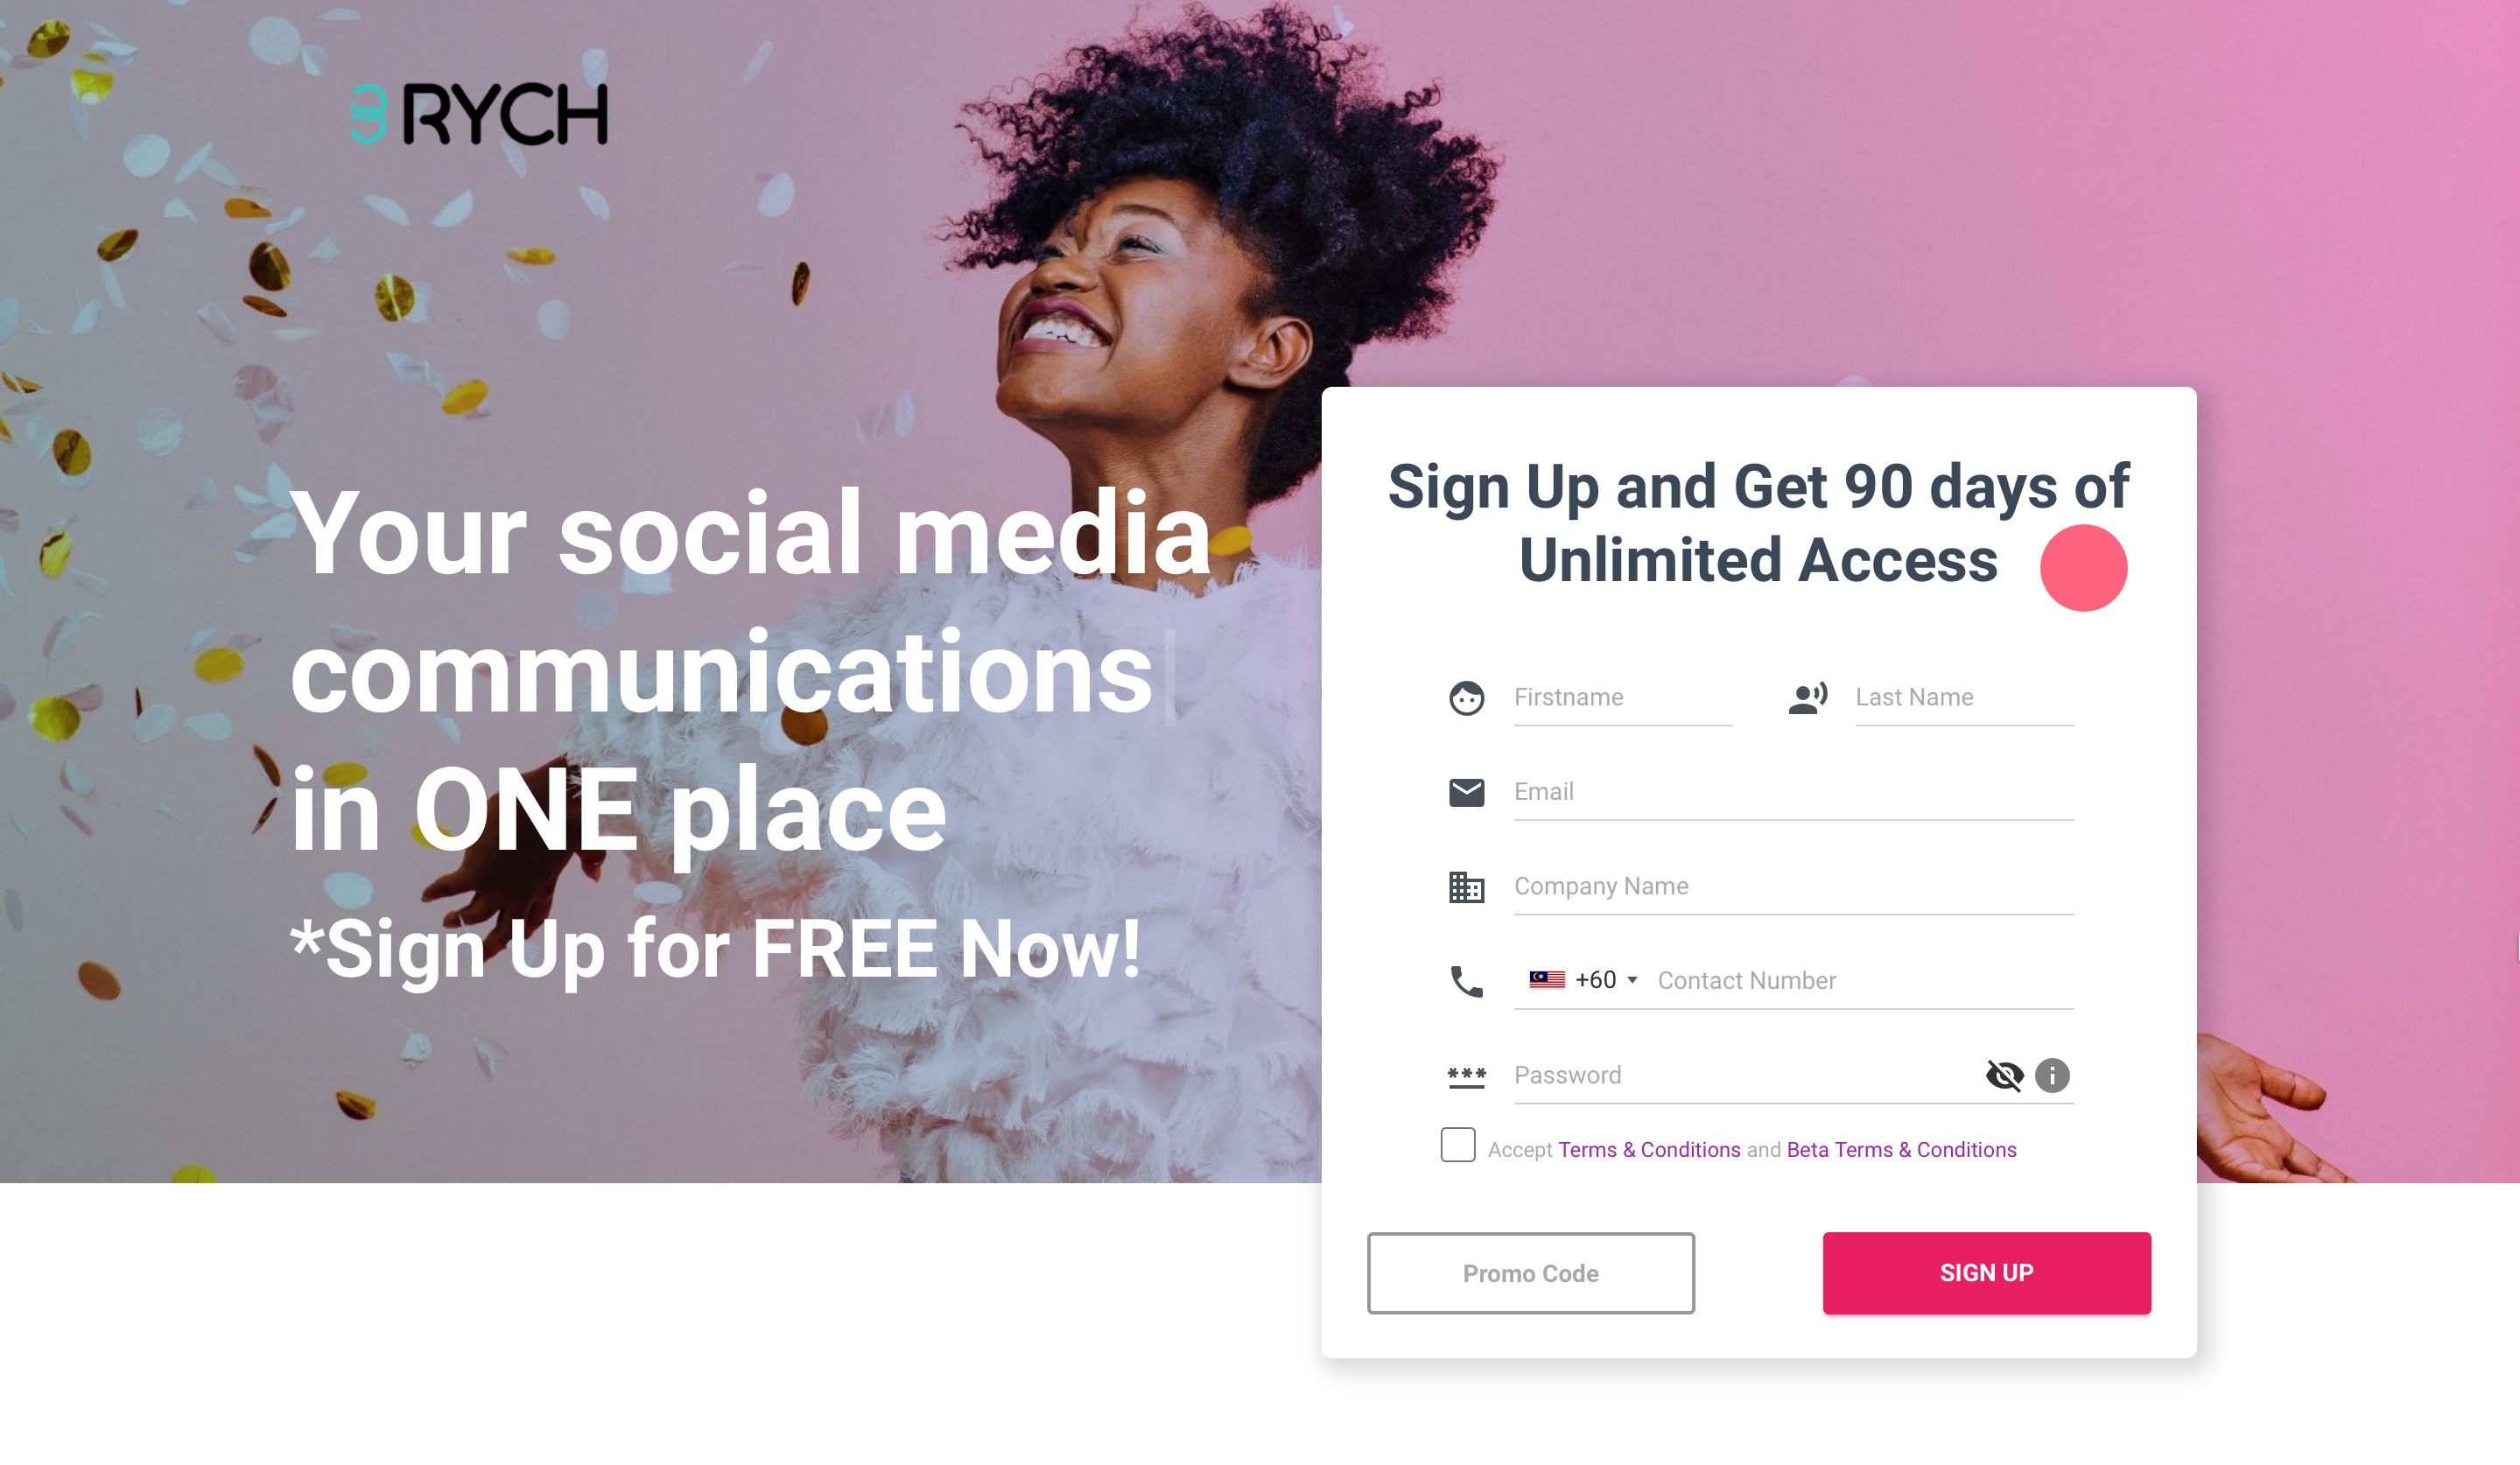 RYCH
Your social media
communications
in ONE place
*Sign Up for FREE Now!
Sign Up and Get 90 days of
Unlimited Access
Firstname
Last Name
Email
Company Name
+60
Contact Number
Password
Accept Terms & Conditions and Beta Terms & Conditions
Promo Code
SIGN UP